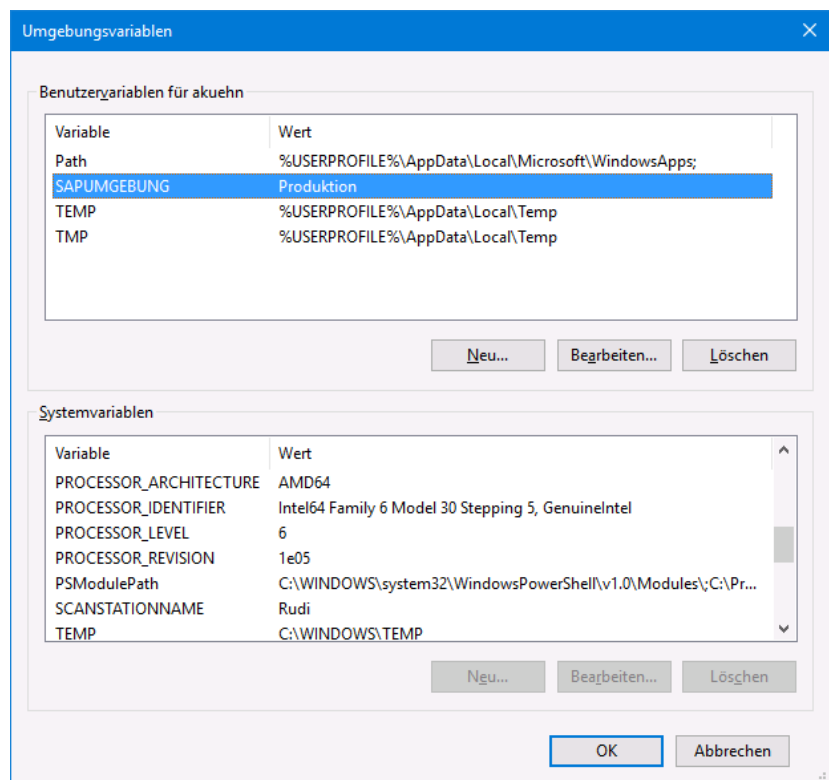 Umgebungsvariablen
Benutzervariablen für akuehn
Variable Wert
Path %USERPROFILE%\AppData\Local\Microsoft\WindowsApps;
SAPUMGEBUNG Produktion
TEMP %USERPROFILE%\AppData\Local\Temp
TMP %USERPROFILE%\AppData\Local\Temp
Neu... Bearbeiten... Löschen
Systemvariablen
Variable Wert
PROCESSOR_ARCHITECTURE AMD64
PROCESSOR_IDENTIFIER Intel64 Family 6 Model 30 Stepping 5, GenuineIntel
PROCESSOR_LEVEL 6
PROCESSOR_REVISION 1e05
PSModulePath C:\WINDOWS\system32\WindowsPowerShell\v1.0\Modules\;C:\Pr...
SCANSTATIONNAME Rudi
TEMP C:\WINDOWS\TEMP
Neu... Bearbeiten... Löschen
OK Abbrechen